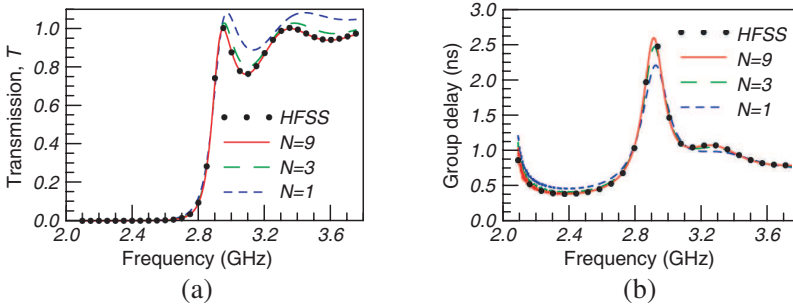 Transmission, T
1.0
0.8
0.6
0.4
0.2
0.0
2.0 2.4 2.8 3.2 3.6
Frequency (GHz)
HFSS
N=9
N=3
N=1
(a)
Group delay (ns)
3.0
2.5
2.0
1.5
1.0
0.5
0.0
2.0 2.4 2.8 3.2 3.6
Frequency (GHz)
HFSS
N=9
N=3
N=1
(b)